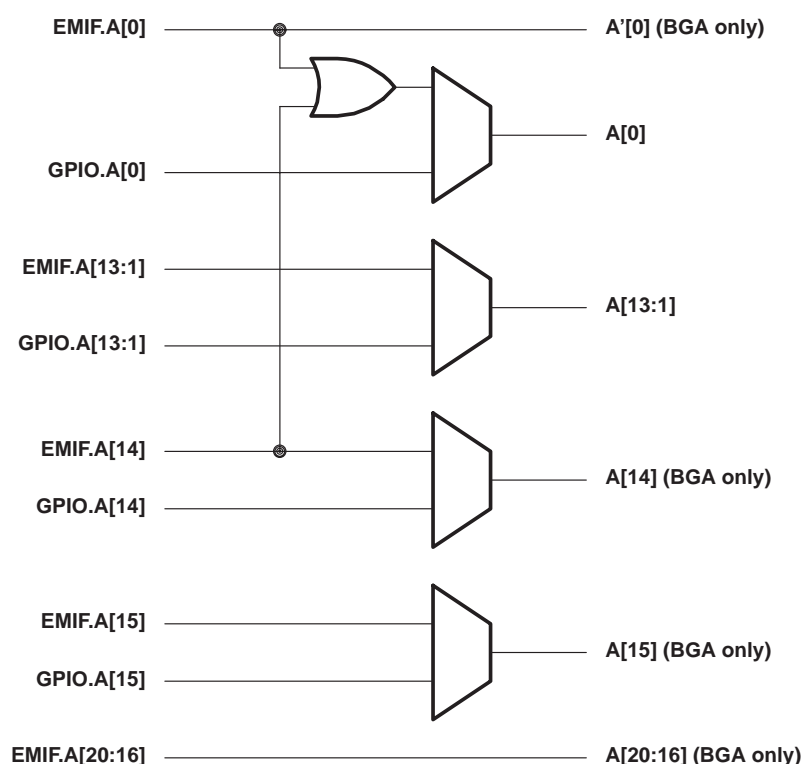 EMIF.A[0] A’[0] (BGA only)
A[0]
GPIO.A[0]
EMIF.A[13:1]
A[13:1]
GPIO.A[13:1]
EMIF.A[14]
A[14] (BGA only)
GPIO.A[14]
EMIF.A[15]
A[15] (BGA only)
GPIO.A[15]
EMIF.A[20:16] A[20:16] (BGA only)